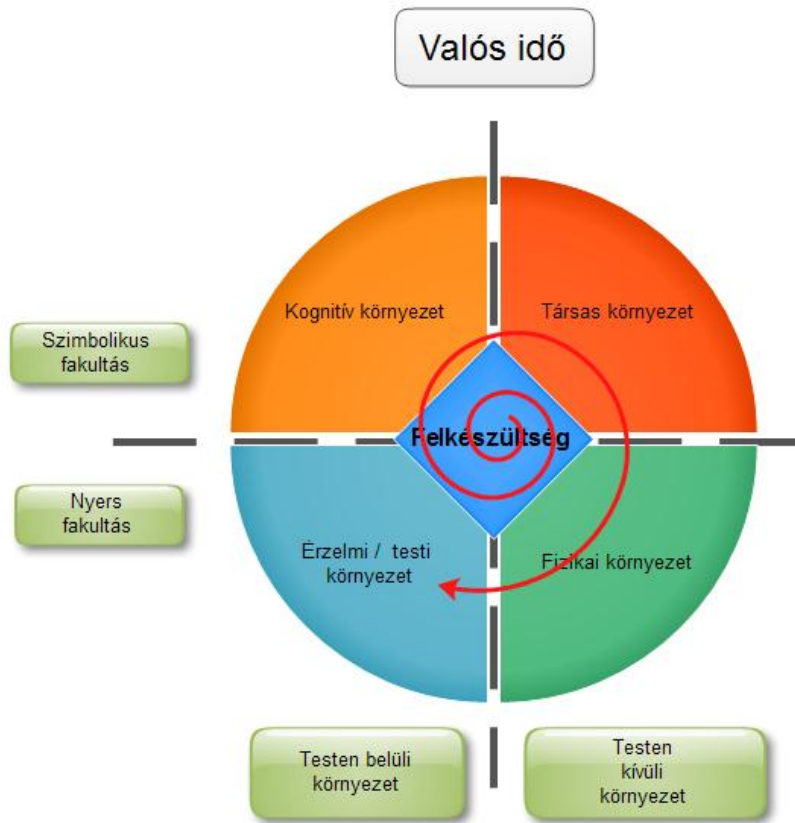 Valós idő
Kognitív környezet
Társas környezet
Szimbolikus
fakultás
Felkészültség
Nyers
fakultás
Érzelmi / testi
környezet
Fizikai környezet
Testen belüli
környezet
Testen
kívüli
környezet